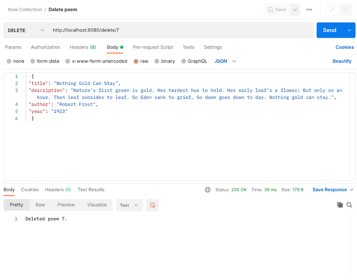 New Collection / Delete poem
Save
DELETE http://localhost:8080/delete/7 Send
Params Authorization Headers (8) Body Pre-request Script Tests Settings Cookies
none form-data x-www-form-urlencoded raw binary GraphQL JSON Beautify
1 {
2 "title": "Nothing Gold Can Stay",
3 "description": "Nature's first green is gold, Her hardest hue to hold. Her early leaf's a flower; But only so an
hour. Then leaf subsides to leaf. So Eden sank to grief, So dawn goes down to day. Nothing gold can stay.",
4 "author": "Robert Frost",
5 "year": "1923"
6 }
Body Cookies Headers (5) Test Results Status: 200 OK Time: 36 ms Size: 179 B Save Response
Pretty Raw Preview Visualize Text
1 Deleted poem 7.